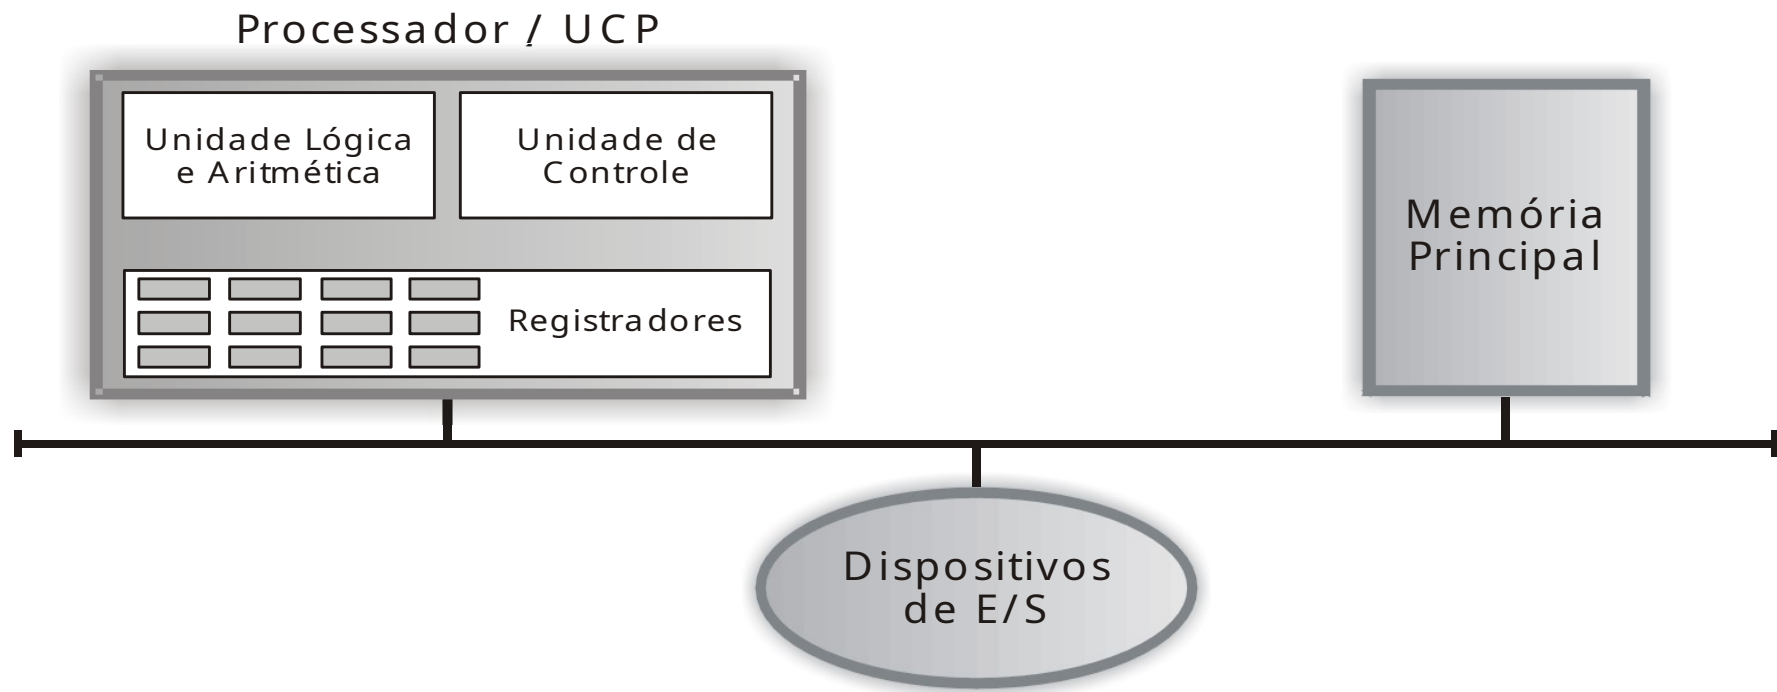 Processador / UCP
Unidade Lógica
e Aritmética
Unidade de
Controle
Registradores
Memória
Principal
Dispositivos
de E/S